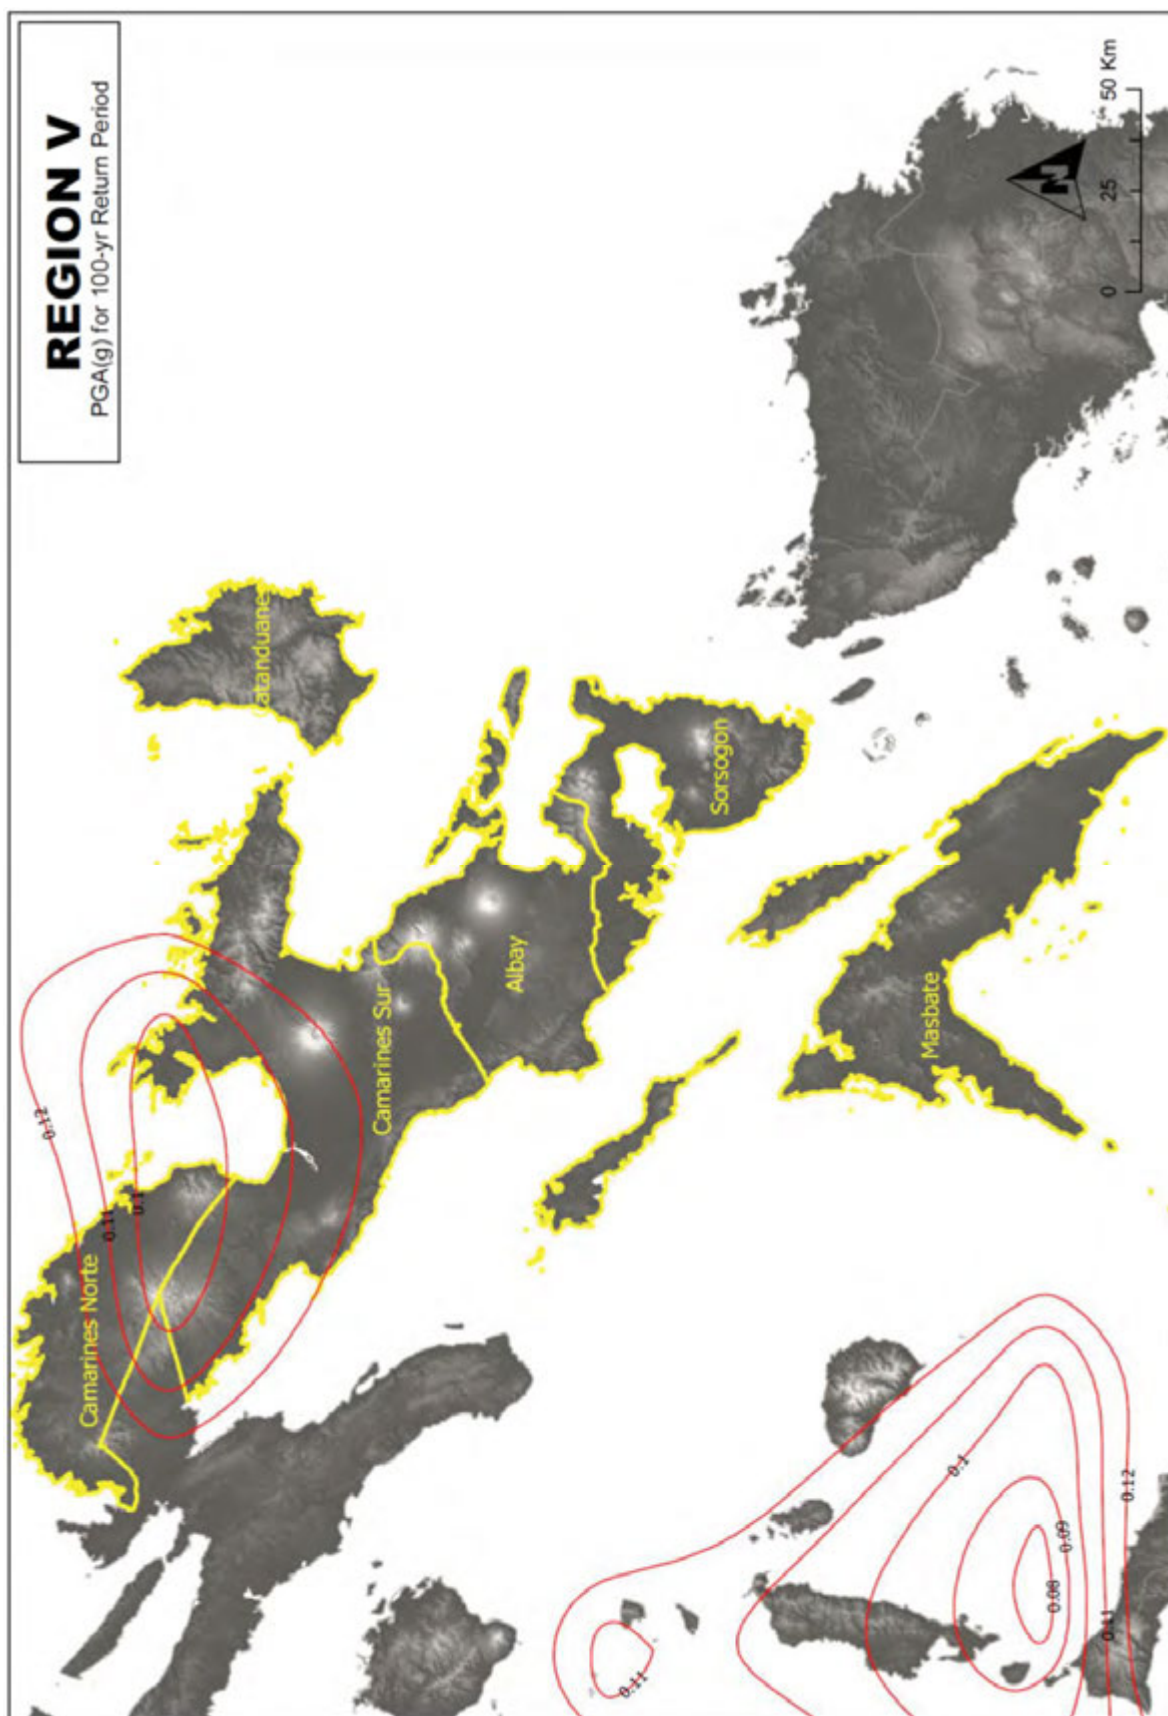 REGION V
PGA(g) for 100-yr Return Period
N
0 25 50 Km
Catanduanes
Camarines Norte
Camarines Sur
Albay
Sorsogon
Masbate
0.12
0.11
0.1
0.11
0.1
0.09
0.08
0.11
0.12